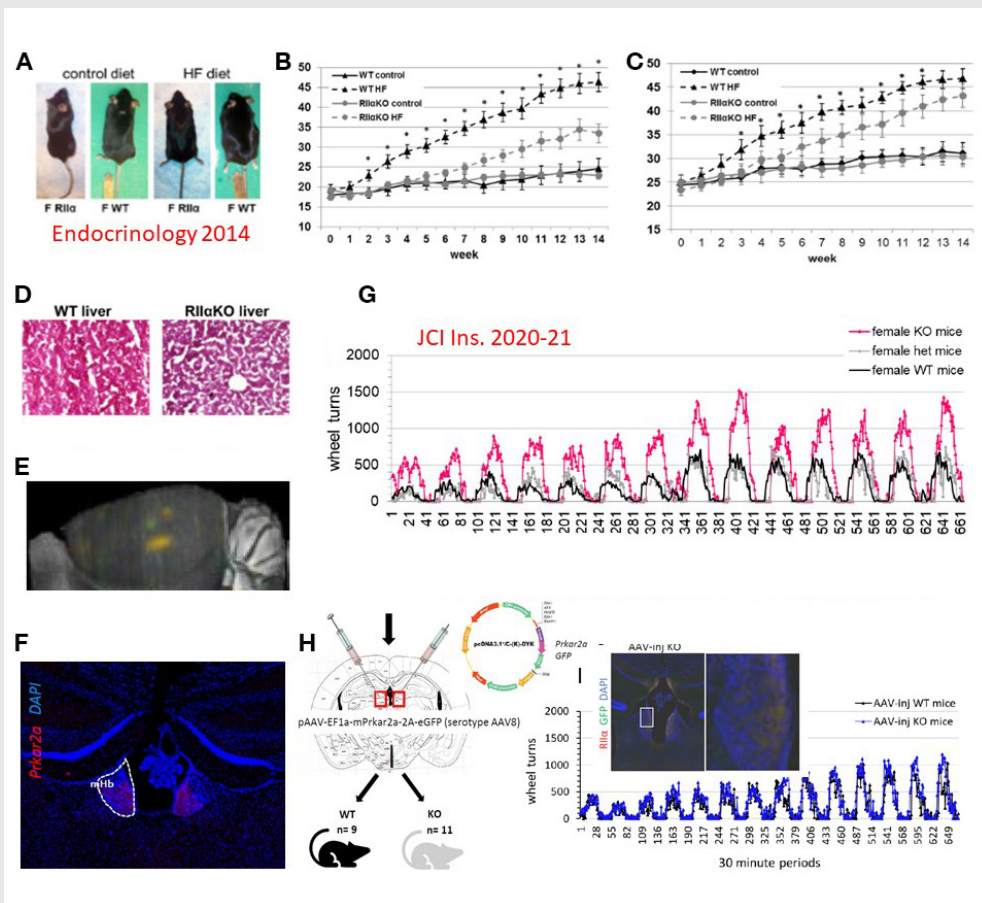 A
control diet HF diet
F RIIα F WT F RIIα F WT
Endocrinology 2014
B
WT control
WT HF
RIIαKO control
RIIαKO HF
50
45
40
35
30
25
20
15
10
* * * * * * * * * * * * *
0 1 2 3 4 5 6 7 8 9 10 11 12 13 14
week
C
WT control
WT HF
RIIαKO control
RIIαKO HF
50
45
40
35
30
25
20
15
* * * * * * * * * *
0 1 2 3 4 5 6 7 8 9 10 11 12 13 14
week
D
WT liver RIIαKO liver
E
F
Prkar2a DAPI
mHb
G
JCI Ins. 2020-21
female KO mice
female het mice
female WT mice
wheel turns
2000
1500
1000
500
0
1 21 41 61 81 101 121 141 161 181 201 221 241 261 281 301 321 341 361 381 401 421 441 461 481 501 521 541 561 581 601 621 641 661
H
pcDNA3.1⁺/C-(K)-DYK
Prkar2a
GFP
pAAV-EF1a-mPrkar2a-2A-eGFP (serotype AAV8)
WT KO
n= 9 n= 11
I
AAV-inj KO
RIIα GFP DAPI
AAV-inj WT mice
AAV-inj KO mice
wheel turns
2000
1500
1000
500
0
1 28 55 82 109 136 163 190 217 244 271 298 325 352 379 406 433 460 487 514 541 568 595 622 649
30 minute periods